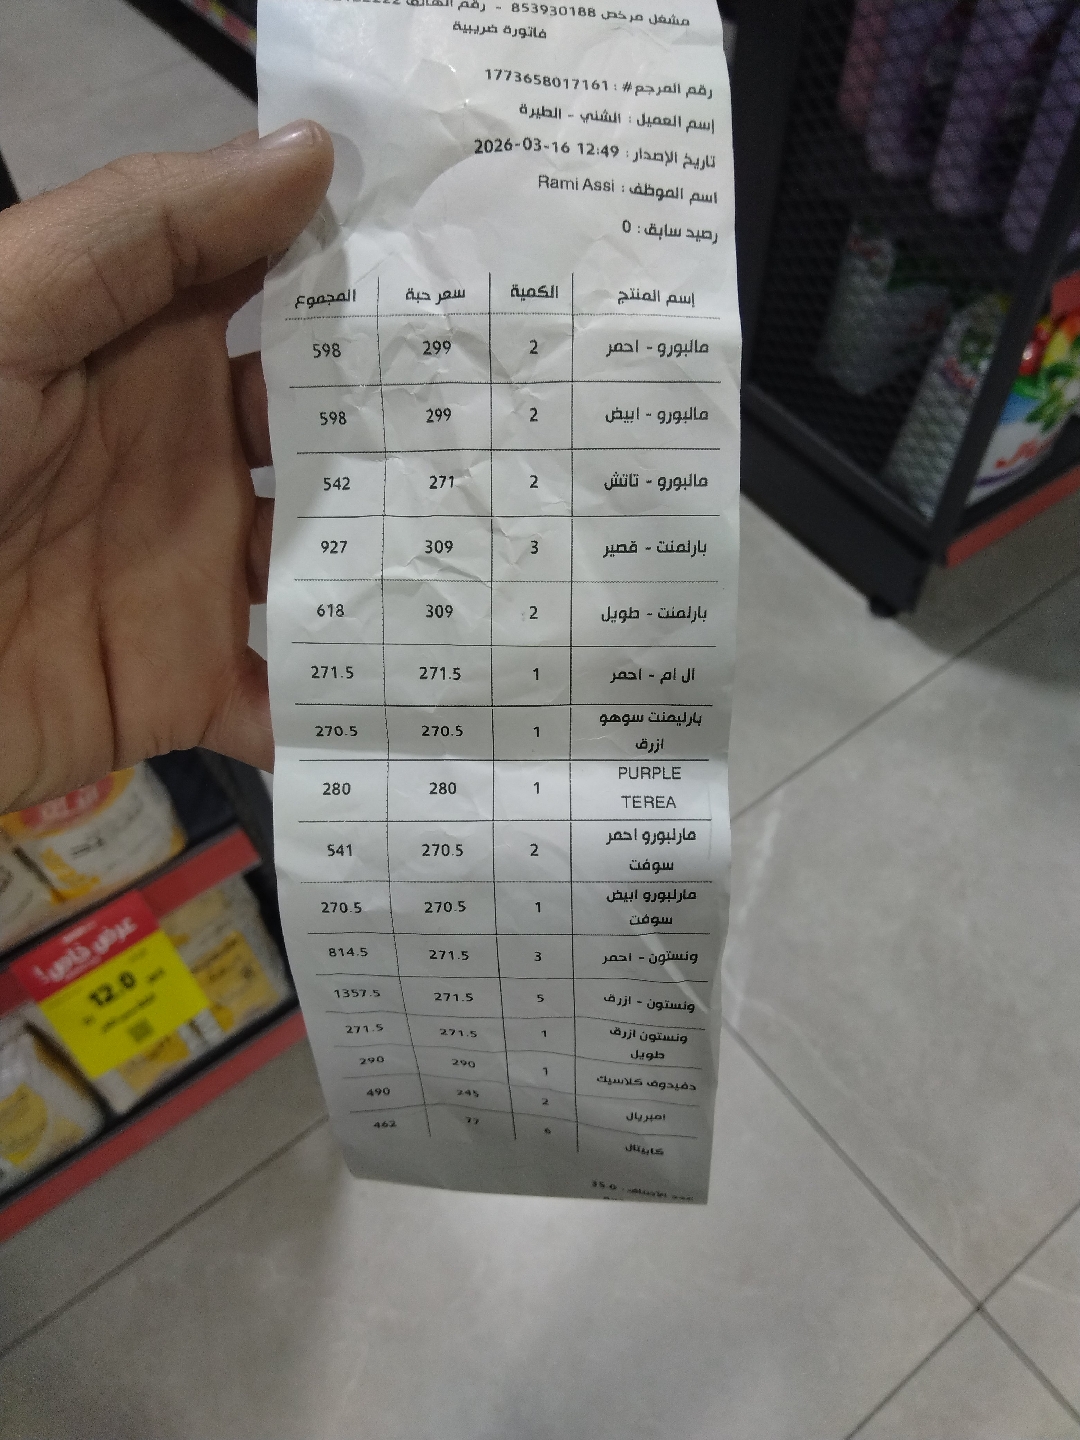 مشغل مرخص 853930188 - رقم الهاتف
فاتورة ضريبية
رقم المرجع# : 1773658017161
إسم العميل : الشني - الطيرة
تاريخ الإصدار : 2026-03-16 12:49
اسم الموظف : Rami Assi
رصيد سابق : 0
إسم المنتج الكمية سعر حبة المجموع
مالبورو - احمر 2 299 598
مالبورو - ابيض 2 299 598
مالبورو - تاتش 2 271 542
بارلمنت - قصير 3 309 927
بارلمنت - طويل 2 309 618
ال ام - احمر 1 271.5 271.5
بارليمنت سوهو
ازرق 1 270.5 270.5
PURPLE
TEREA 1 280 280
مارلبورو احمر
سوفت 2 270.5 541
مارلبورو ابيض
سوفت 1 270.5 270.5
ونستون - احمر 3 271.5 814.5
ونستون - ازرق 5 271.5 1357.5
ونستون ازرق
طويل 1 271.5 271.5
دفيدوف كلاسيك 1 290 290
امبريال 2 245 490
كابيتال 6 77 462
35.0
عرض خاص!
12.0